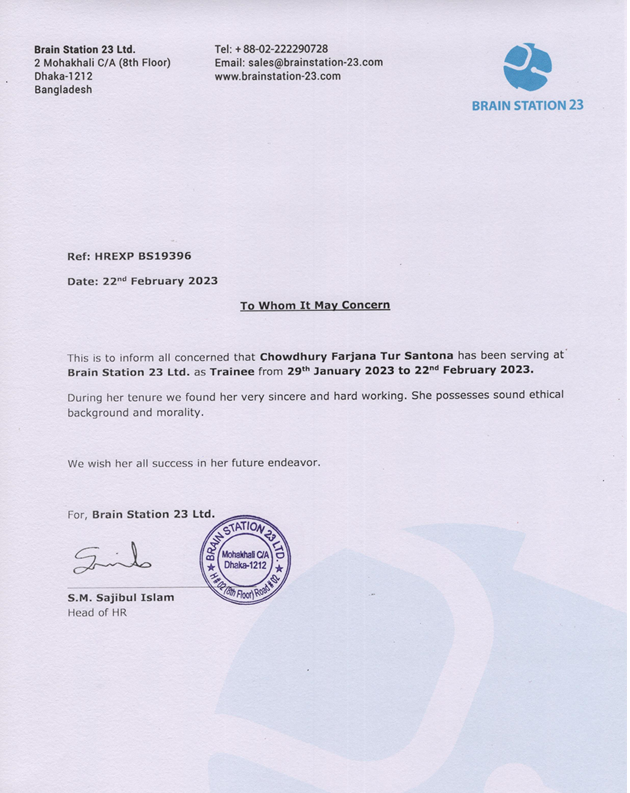 Brain Station 23 Ltd.
2 Mohakhali C/A (8th Floor)
Dhaka-1212
Bangladesh
Tel: +88-02-222290728
Email: sales@brainstation-23.com
www.brainstation-23.com
BRAIN STATION 23
Ref: HREXP BS19396
Date: 22nd February 2023
To Whom It May Concern
This is to inform all concerned that Chowdhury Farjana Tur Santona has been serving at
Brain Station 23 Ltd. as Trainee from 29th January 2023 to 22nd February 2023.
During her tenure we found her very sincere and hard working. She possesses sound ethical
background and morality.
We wish her all success in her future endeavor.
For, Brain Station 23 Ltd.
BRAIN STATION 23 LTD.
Mohakhali C/A
Dhaka-1212
H# 02 (8th Floor) Road # 02
S.M. Sajibul Islam
Head of HR